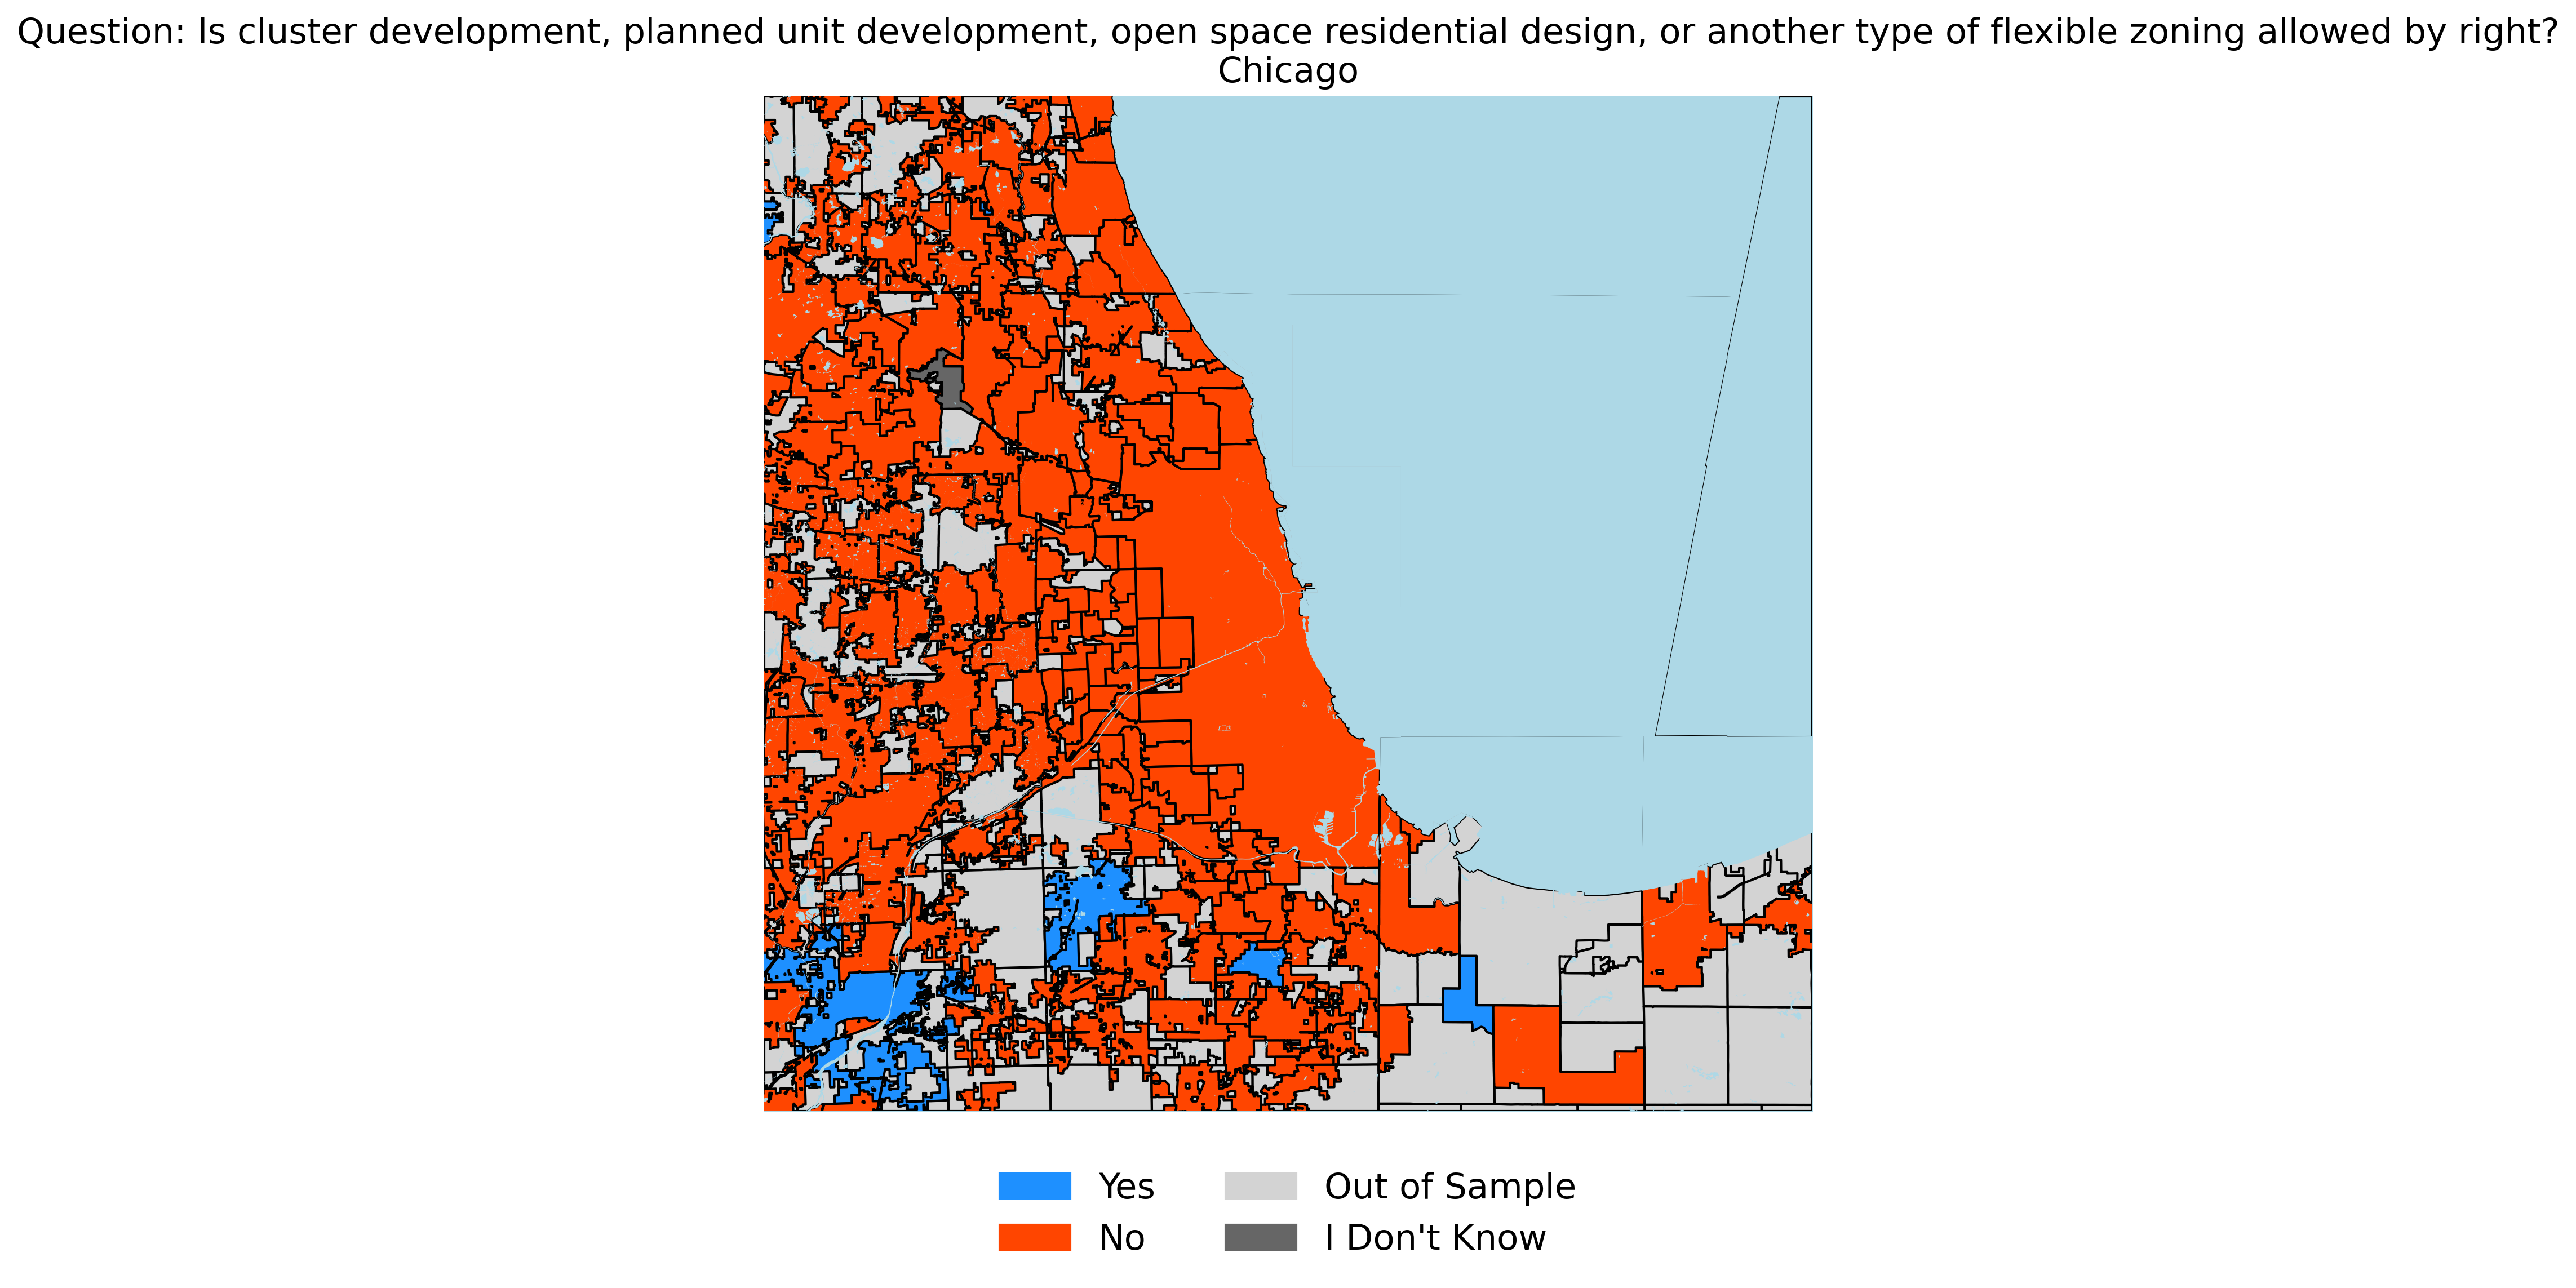 Question: Is cluster development, planned unit development, open space residential design, or another type of flexible zoning allowed by right?
Chicago
Yes
No
Out of Sample
I Don't Know